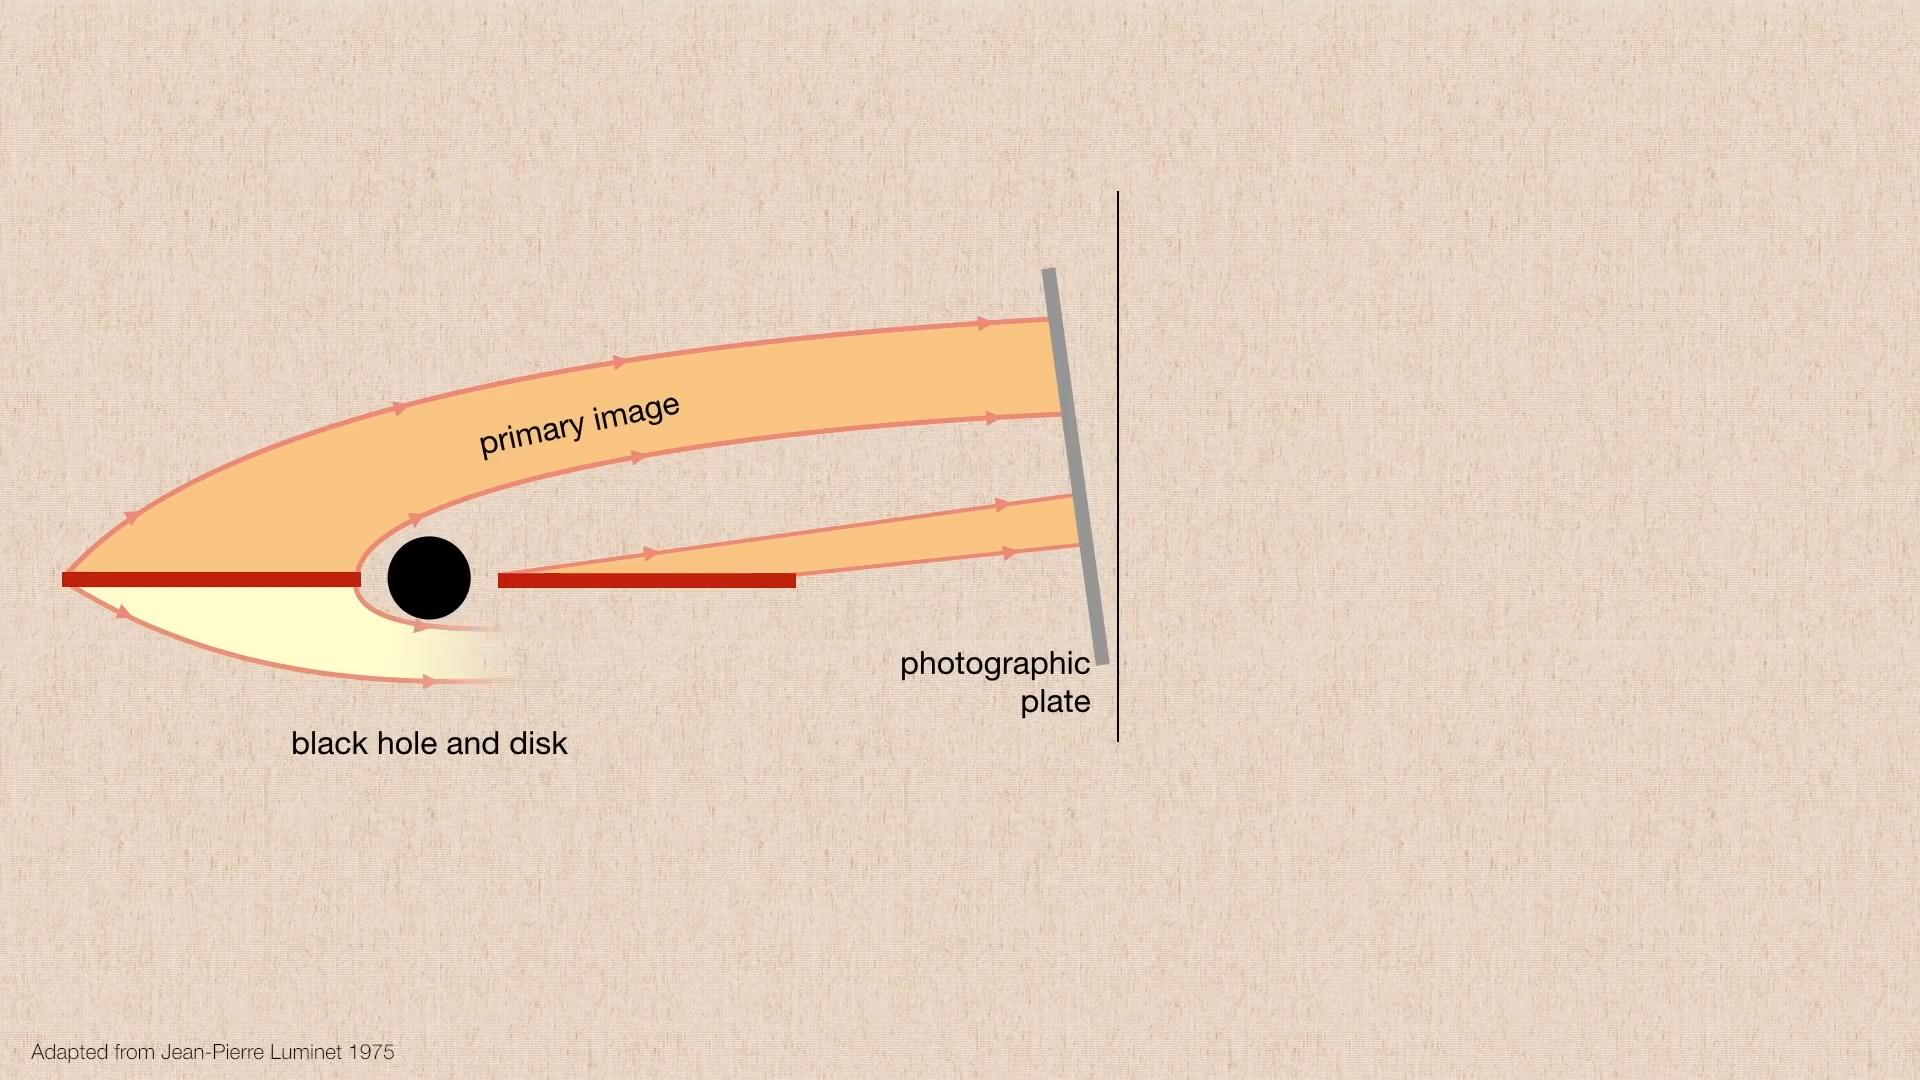 primary image
photographic
plate
black hole and disk
Adapted from Jean-Pierre Luminet 1975